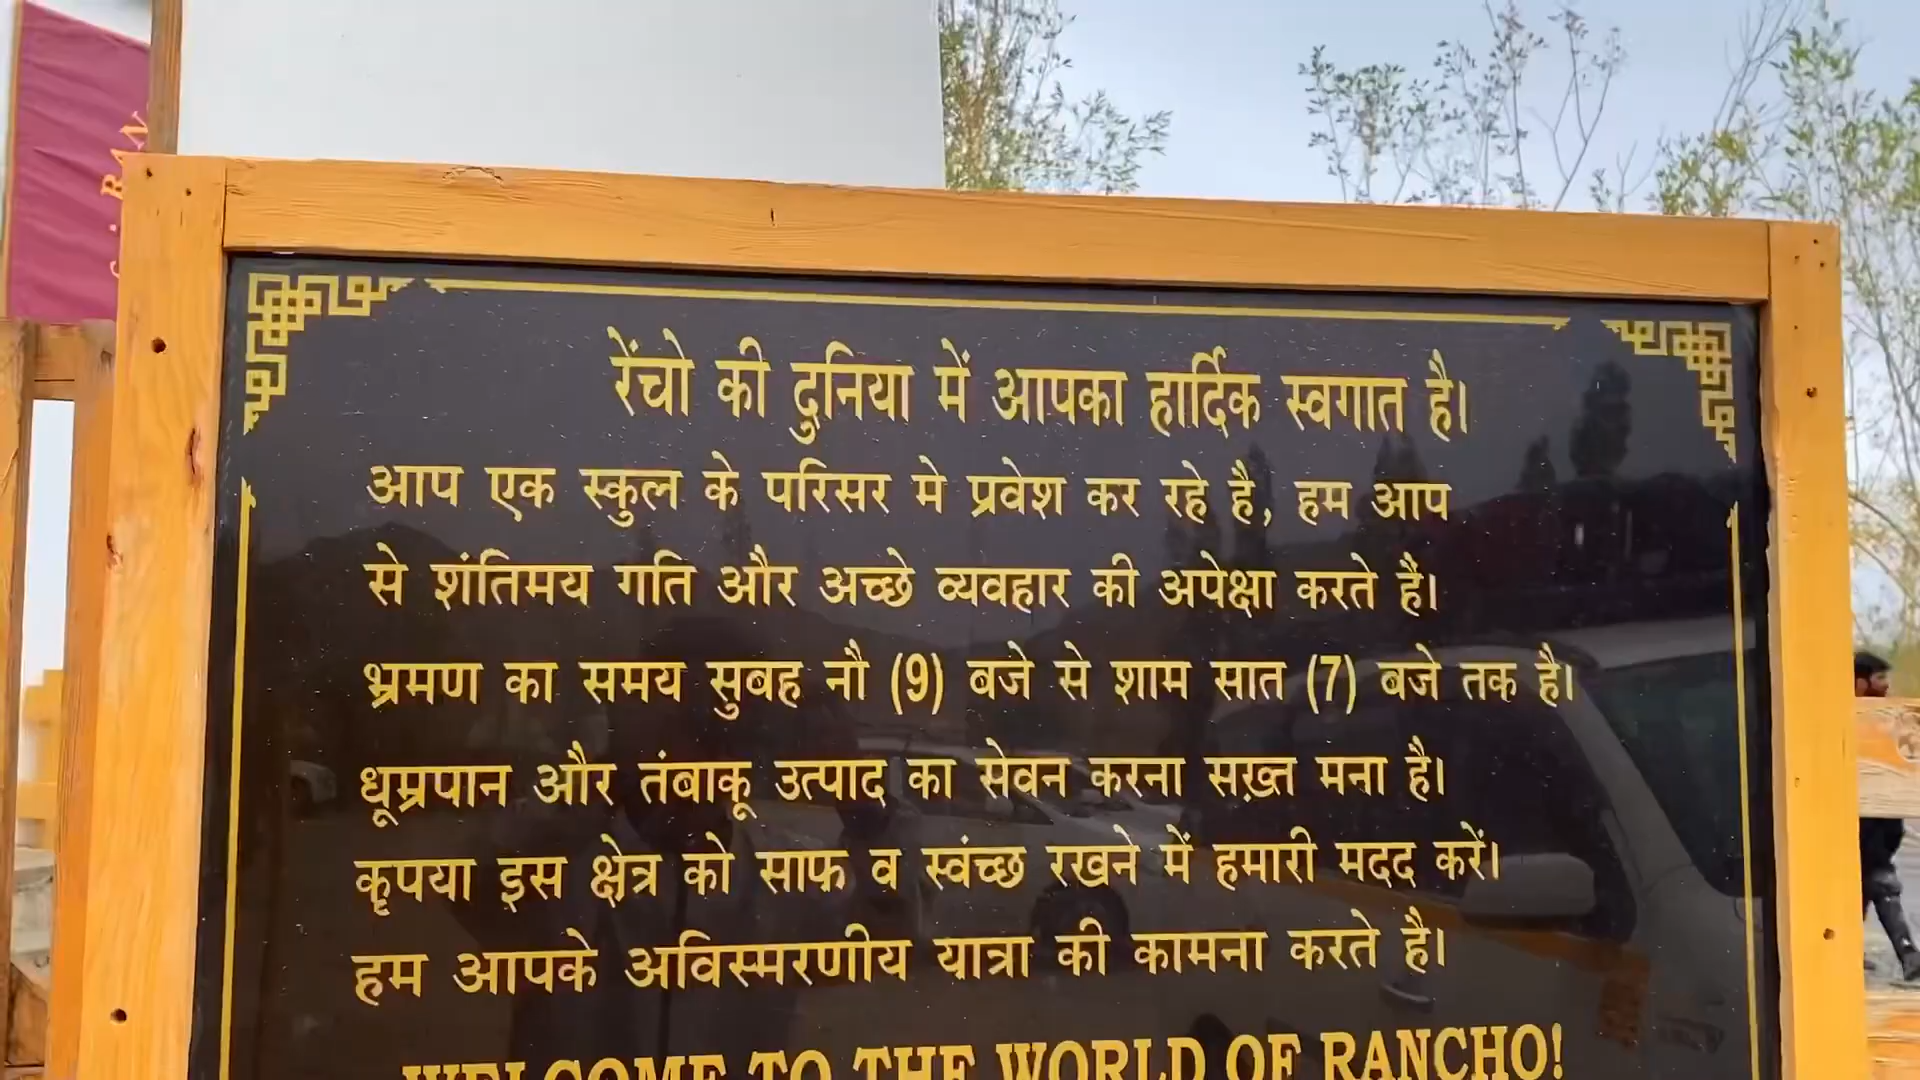 रेंचो की दुनिया में आपका हार्दिक स्वगात है।
आप एक स्कुल के परिसर मे प्रवेश कर रहे है, हम आप
से शंतिमय गति और अच्छे व्यवहार की अपेक्षा करते हैं।
भ्रमण का समय सुबह नौ (9) बजे से शाम सात (7) बजे तक है।
धूम्रपान और तंबाकू उत्पाद का सेवन करना सख़्त मना है।
कृपया इस क्षेत्र को साफ व स्वंच्छ रखने में हमारी मदद करें।
हम आपके अविस्मरणीय यात्रा की कामना करते है।
WELCOME TO THE WORLD OF RANCHO!